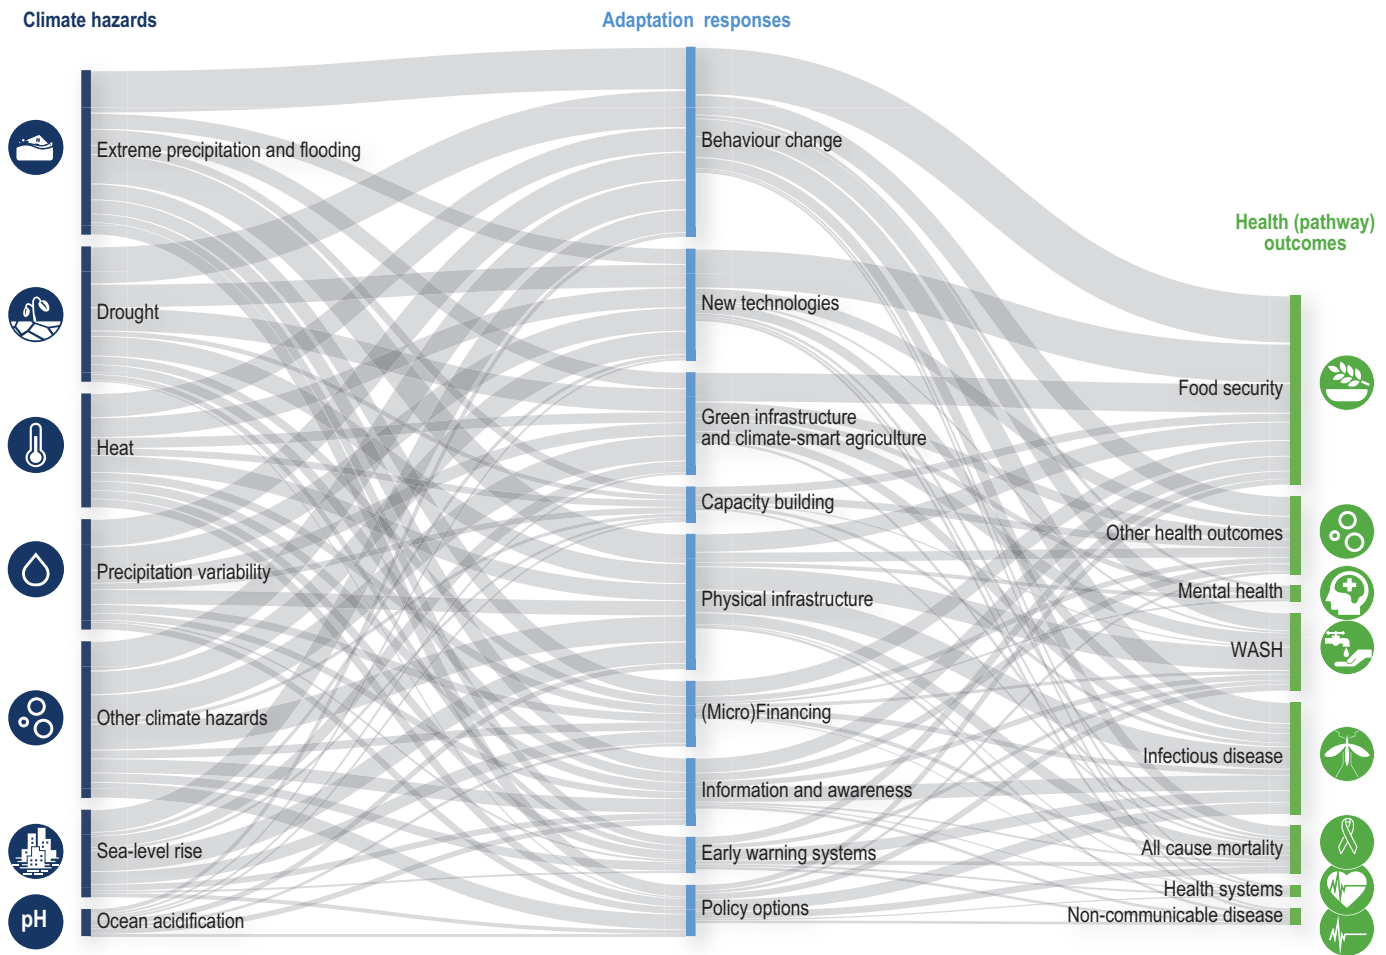 Climate hazards
Adaptation responses
Health (pathway)
outcomes
Extreme precipitation and flooding
Drought
Heat
Precipitation variability
Other climate hazards
Sea-level rise
pH
Ocean acidification
Behaviour change
New technologies
Green infrastructure
and climate-smart agriculture
Capacity building
Physical infrastructure
(Micro)Financing
Information and awareness
Early warning systems
Policy options
Food security
Other health outcomes
Mental health
WASH
Infectious disease
All cause mortality
Health systems
Non-communicable disease